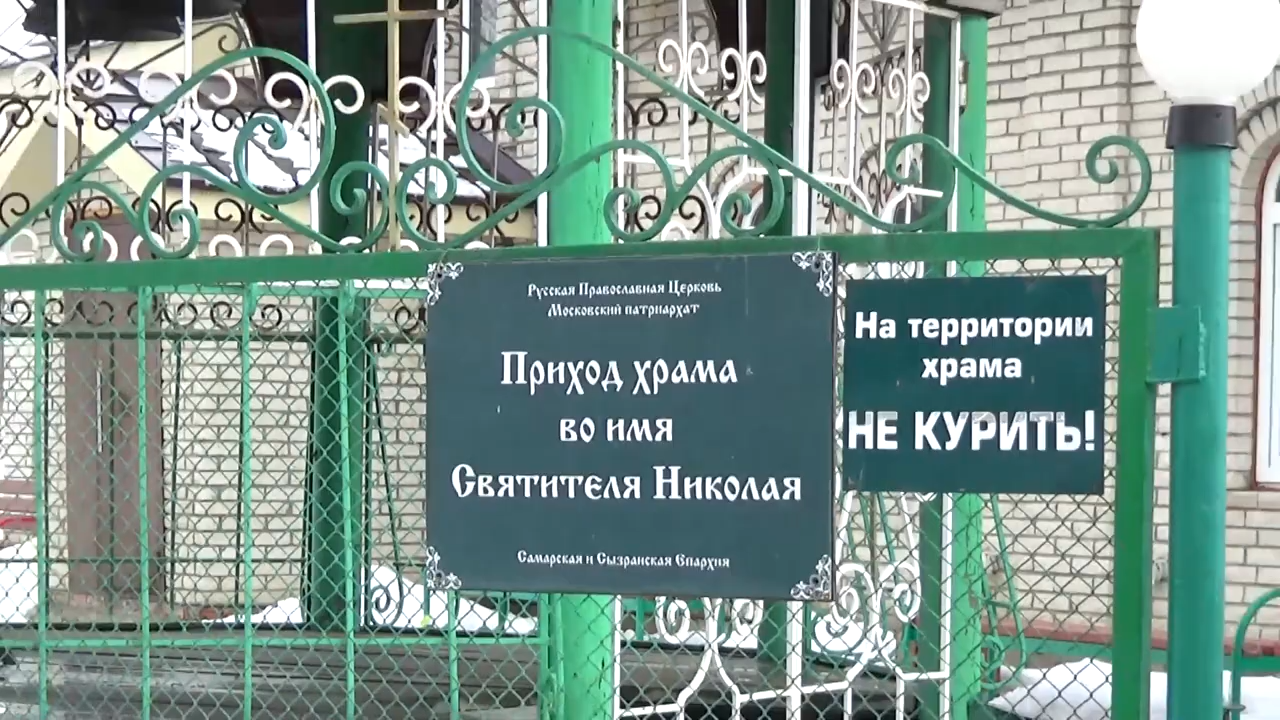 Русская Православная Церковь
Московский патриархат
Приход храма
во имя
Святителя Николая
Самарская и Сызранская Епархия
На территории
храма
НЕ КУРИТЬ!